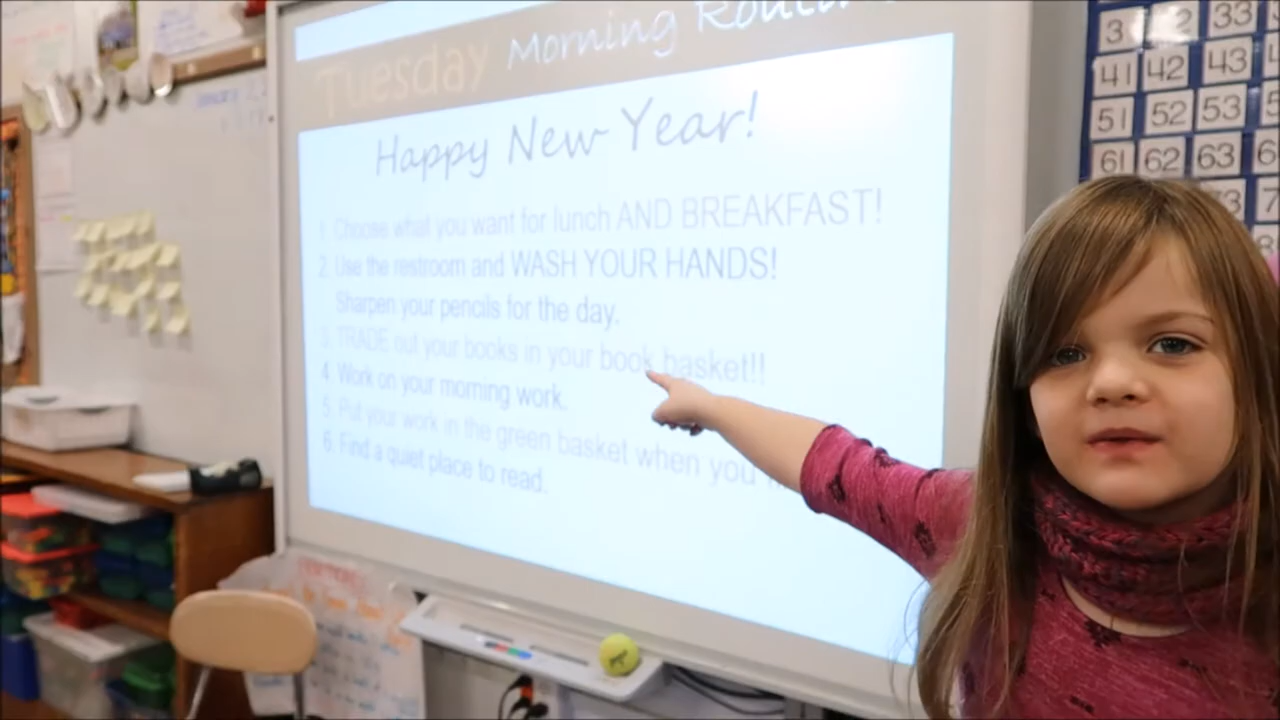 Tuesday Morning Routine
Happy New Year!
1. Choose what you want for lunch AND BREAKFAST!
2. Use the restroom and WASH YOUR HANDS!
Sharpen your pencils for the day.
3. TRADE out your books in your book basket!!
4. Work on your morning work.
5. Put your work in the green basket when you
6. Find a quiet place to read.
33
41 42 43
51 52 53
61 62 63